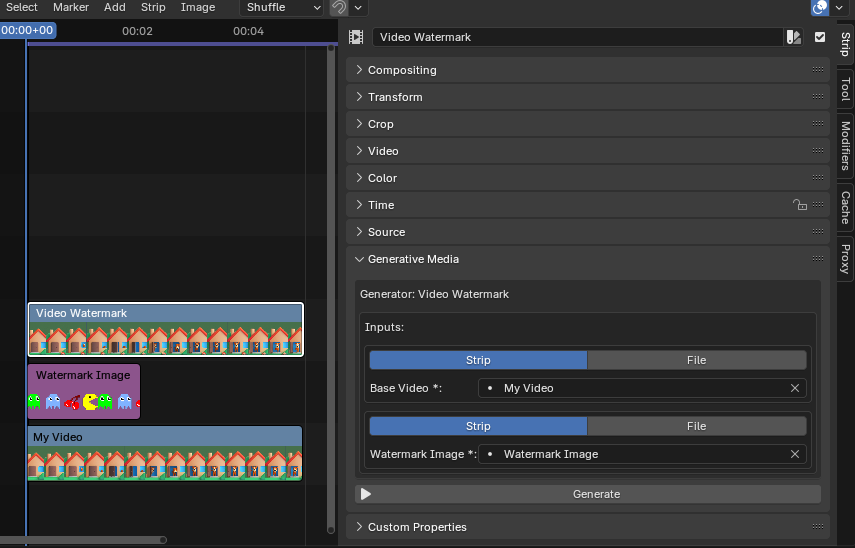 Select Marker Add Strip Image Shuffle
00:00+00 00:02 00:04
Video Watermark
Watermark Image
My Video
Video Watermark
Compositing
Transform
Crop
Video
Color
Time
Source
Generative Media
Generator: Video Watermark
Inputs:
Strip File
Base Video *: My Video
Strip File
Watermark Image *: Watermark Image
Generate
Custom Properties
Strip
Tool
Modifiers
Cache
Proxy